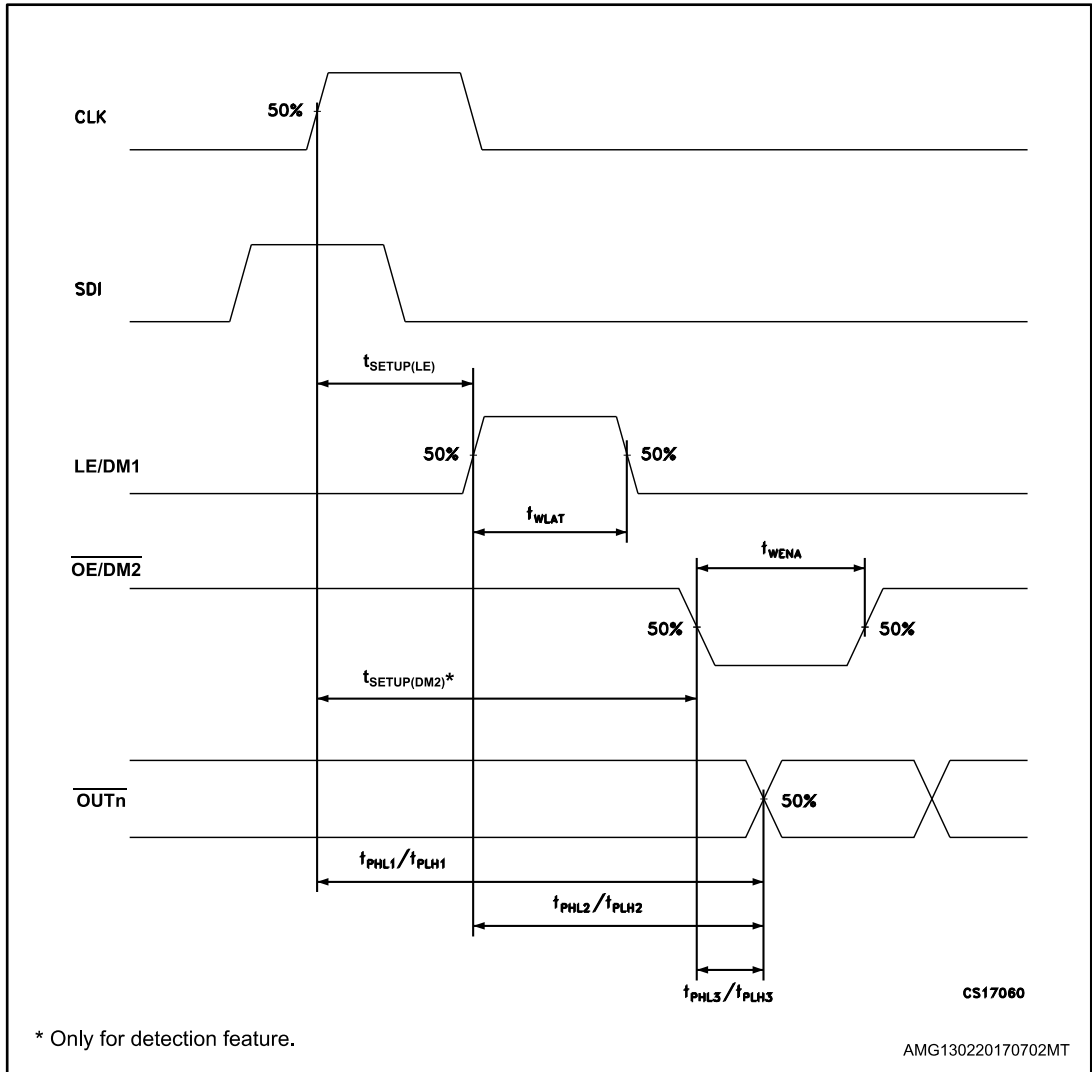 CLK
50%
SDI
tSETUP(LE)
LE/DM1
50%
50%
tWLAT
OE/DM2
tWENA
50%
50%
tSETUP(DM2)*
OUTn
50%
tPHL1/tPLH1
tPHL2/tPLH2
tPHL3/tPLH3
CS17060
* Only for detection feature.
AMG130220170702MT